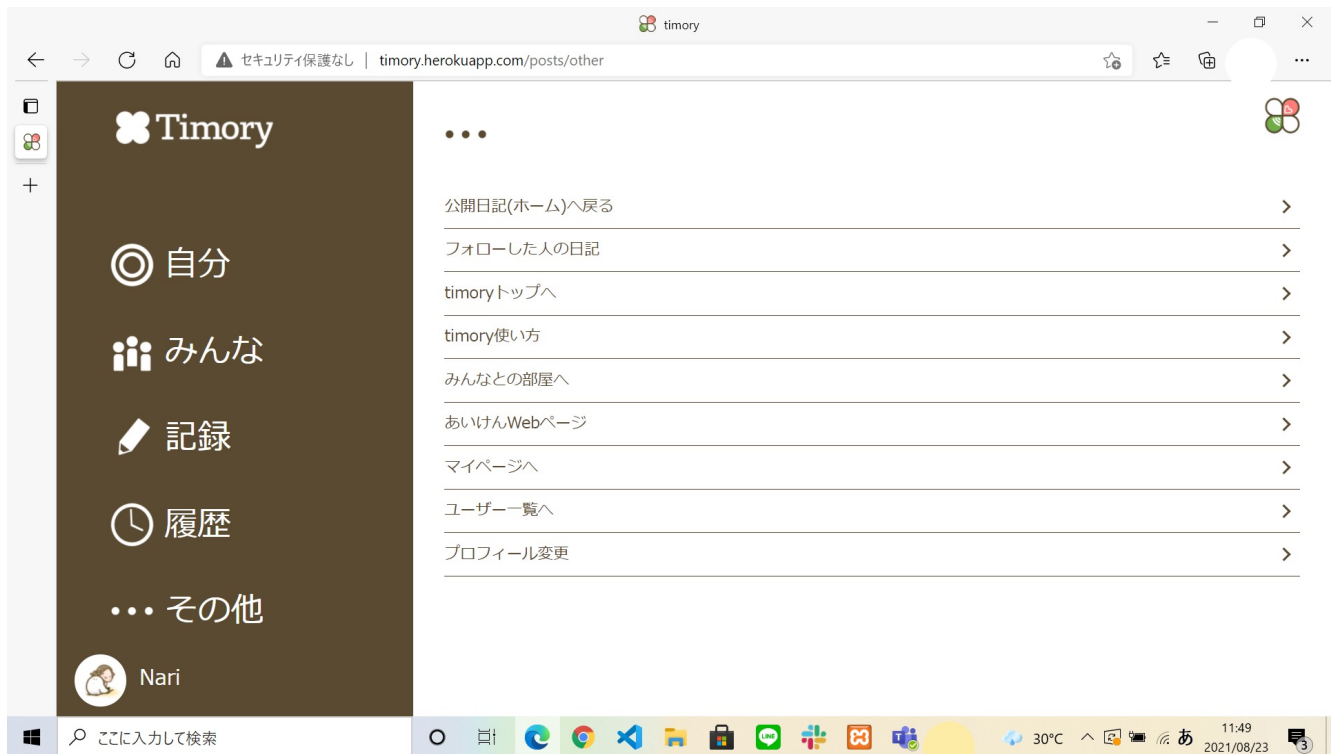 timory
セキュリティ保護なし | timory.herokuapp.com/posts/other
Timory
自分
みんな
記録
履歴
その他
Nari
公開日記(ホーム)へ戻る
フォローした人の日記
timoryトップへ
timory使い方
みんなとの部屋へ
あいけんWebページ
マイページへ
ユーザー一覧へ
プロフィール変更
ここに入力して検索
LINE
30°C
あ
11:49
2021/08/23
3